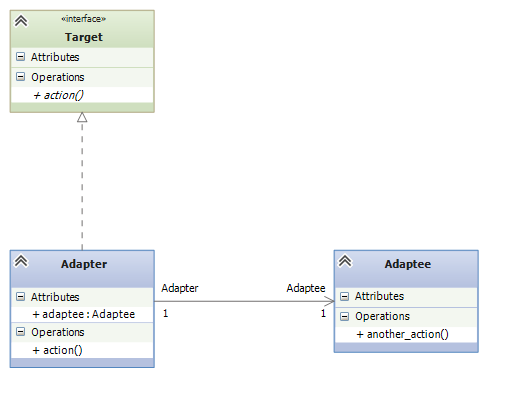 «interface»
Target
Attributes
Operations
+ action()
Adapter
Attributes
+ adaptee : Adaptee
Operations
+ action()
Adapter
1
Adaptee
1
Adaptee
Attributes
Operations
+ another_action()